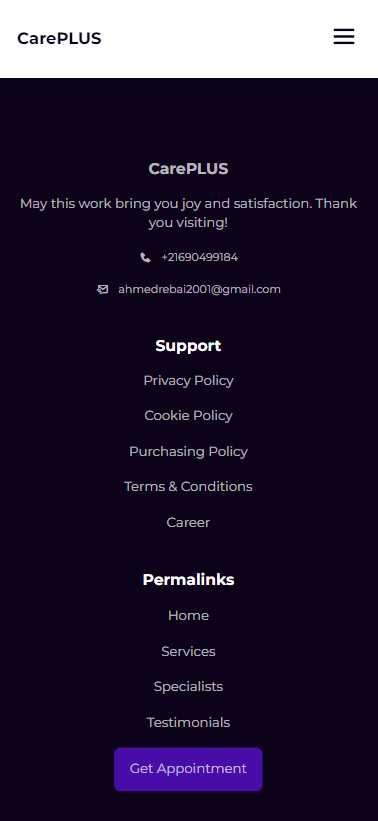 CarePLUS
CarePLUS
May this work bring you joy and satisfaction. Thank
you visiting!
+21690499184
ahmedrebai2001@gmail.com
Support
Privacy Policy
Cookie Policy
Purchasing Policy
Terms & Conditions
Career
Permalinks
Home
Services
Specialists
Testimonials
Get Appointment